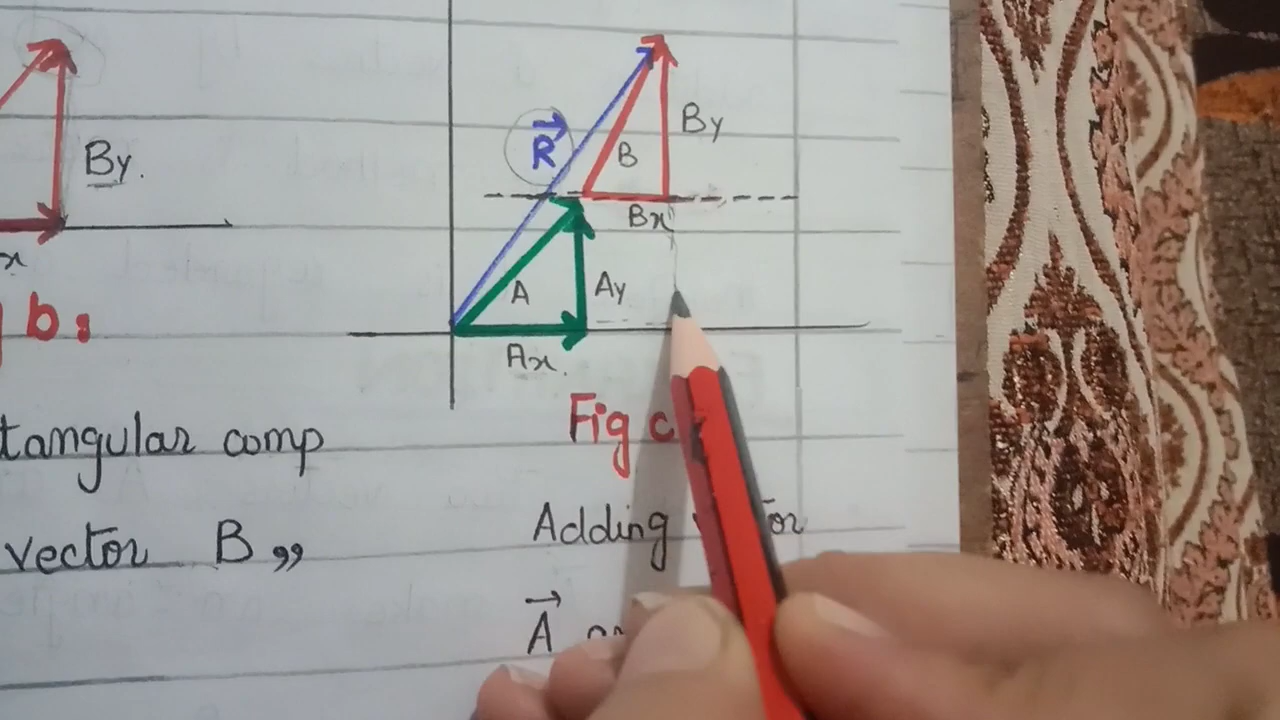 By.
x
b:
tangular comp
vector B „
R
B
By
Bx
A
Ay
Ax.
Fig c
Adding
A